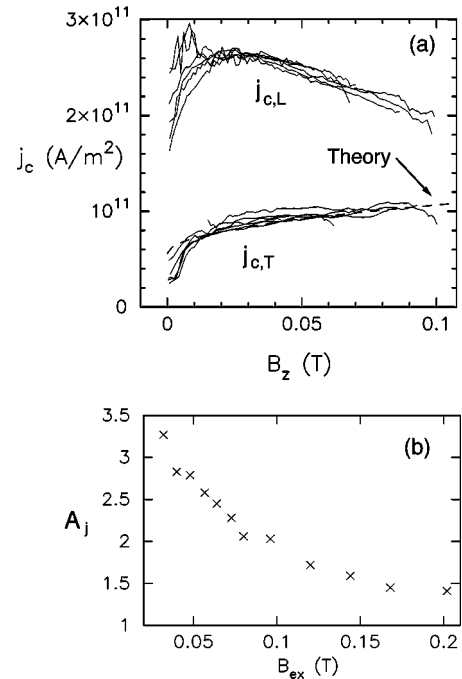 (a)
3×10¹¹
2×10¹¹
10¹¹
0
j_c (A/m²)
j_c,L
Theory
j_c,T
0 0.05 0.1
B_z (T)
(b)
3.5
3
2.5
2
1.5
1
A_j
0.05 0.1 0.15 0.2
B_ex (T)